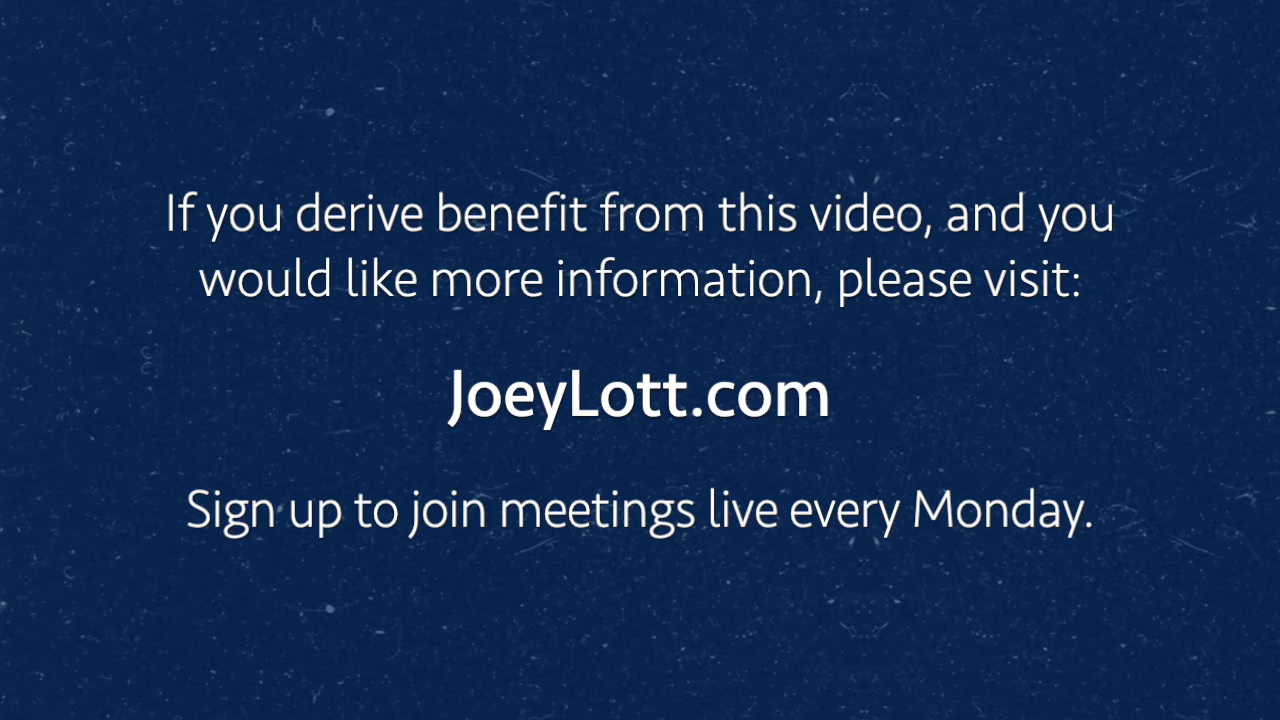 If you derive benefit from this video, and you
would like more information, please visit:
JoeyLott.com
Sign up to join meetings live every Monday.